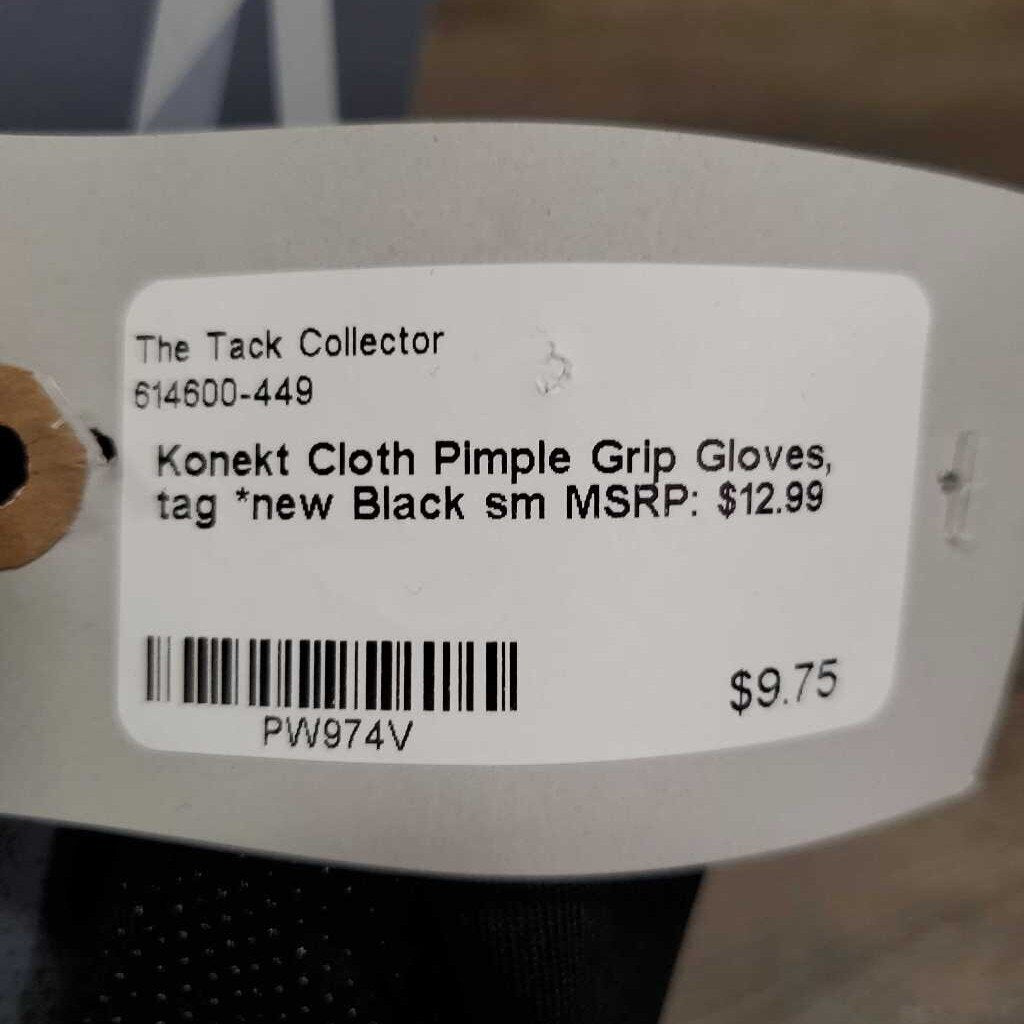 The Tack Collector
614600-449
Konekt Cloth Pimple Grip Gloves,
tag *new Black sm MSRP: $12.99
PW974V
$9.75